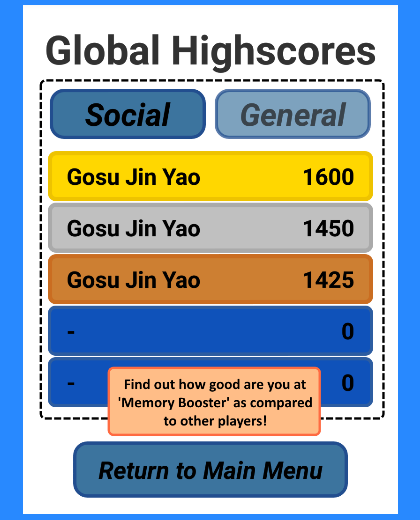 Global Highscores
Social General
Gosu Jin Yao 1600
Gosu Jin Yao 1450
Gosu Jin Yao 1425
- 0
- 0
Find out how good are you at
'Memory Booster' as compared
to other players!
Return to Main Menu